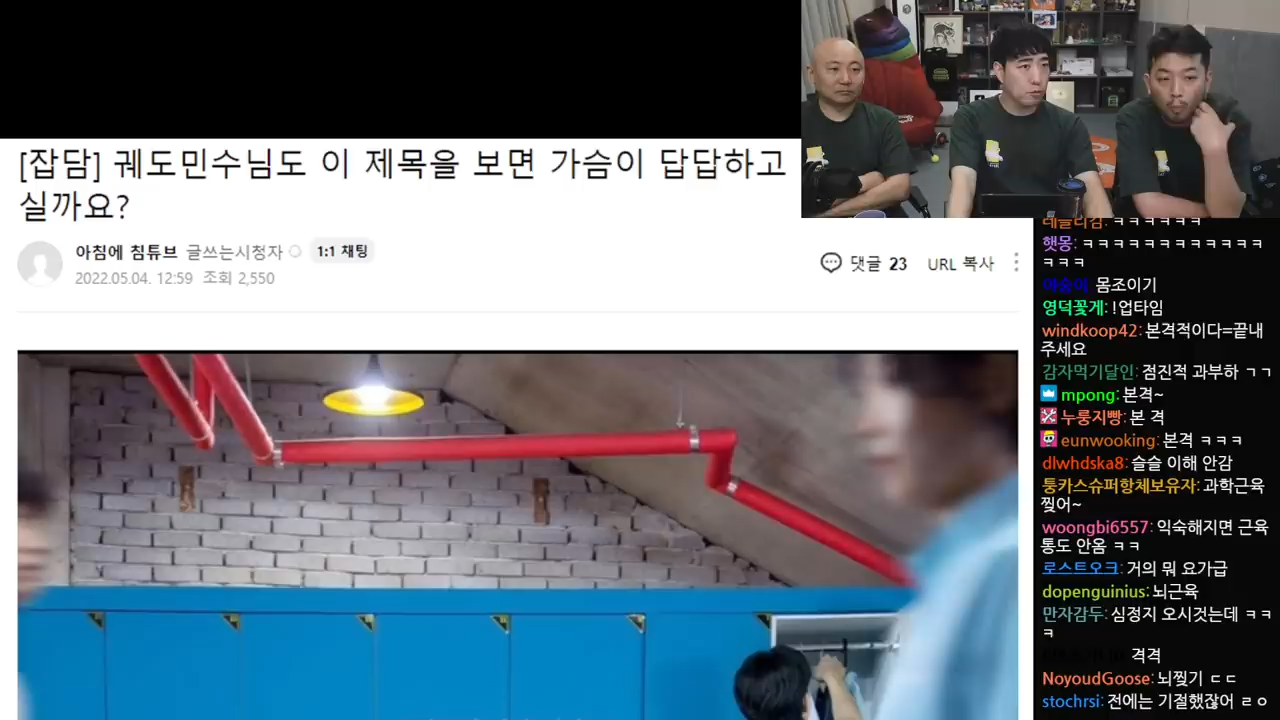 [잡담] 궤도민수님도 이 제목을 보면 가슴이 답답하고
실까요?
아침에 침튜브 글쓰는시청자 1:1 채팅
2022.05.04. 12:59 조회 2,550
댓글 23 URL 복사
ㅋㅋㅋㅋㅋㅋ
햇몽: ㅋㅋㅋㅋㅋㅋㅋㅋㅋㅋㅋㅋ
ㅋㅋㅋ
몸조이기
영덕꽃게: !업타임
windkoop42: 본격적이다=끝내
주세요
감자먹기달인: 점진적 과부하 ㄱㄱ
mpong: 본격~
누룽지빵: 본 격
eunwooking: 본격 ㅋㅋㅋ
dlwhdska8: 슬슬 이해 안감
퉁카스슈퍼항체보유자: 과학근육
찢어~
woongbi6557: 익숙해지면 근육
통도 안옴 ㅋㅋ
로스트오크: 거의 뭐 요가급
dopenguinius: 뇌근육
만자감두: 심정지 오시것는데 ㅋㅋ
ㅋ
격격
NoyoudGoose: 뇌찢기 ㄷㄷ
stochrsi: 전에는 기절했잖어 ㄹㅇ